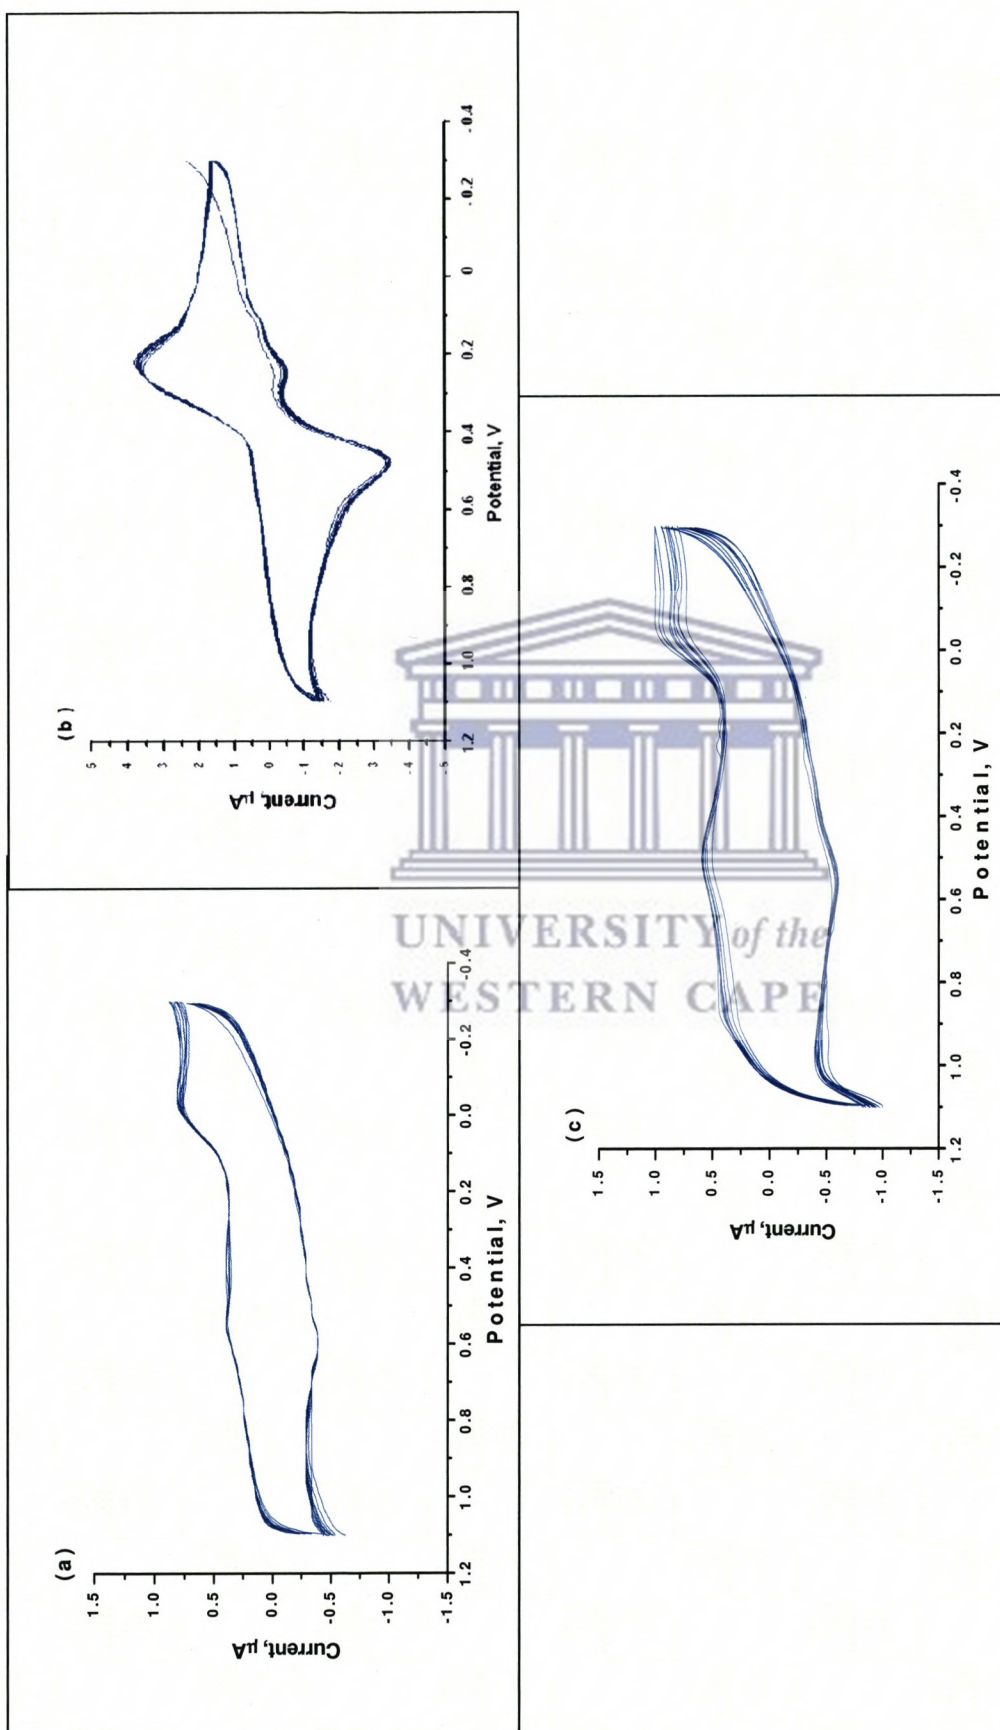 (a)
1.5
1.0
0.5
0.0
-0.5
-1.0
-1.5
Current, µA
1.2 1.0 0.8 0.6 0.4 0.2 0.0 -0.2 -0.4
Potential, V
(b)
5
4
3
2
1
0
-1
-2
-3
-4
-5
Current, µA
1.2 1.0 0.8 0.6 0.4 0.2 0 -0.2 -0.4
Potential, V
(c)
1.5
1.0
0.5
0.0
-0.5
-1.0
-1.5
Current, µA
1.2 1.0 0.8 0.6 0.4 0.2 0.0 -0.2 -0.4
Potential, V
UNIVERSITY of the
WESTERN CAPE